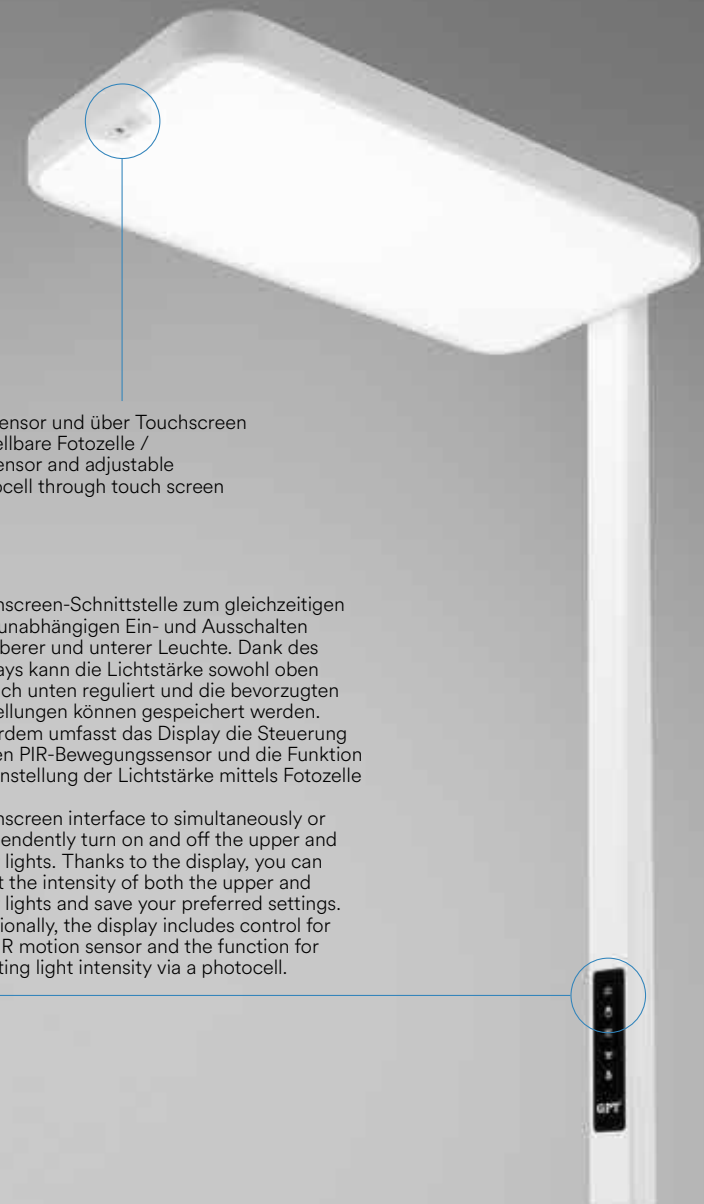 ensor und über Touchscreen
ellbare Fotozelle /
ensor and adjustable
ocell through touch screen
nscreen-Schnittstelle zum gleichzeitigen
unabhängigen Ein- und Ausschalten
berer und unterer Leuchte. Dank des
ays kann die Lichtstärke sowohl oben
ch unten reguliert und die bevorzugten
ellungen können gespeichert werden.
rdem umfasst das Display die Steuerung
en PIR-Bewegungssensor und die Funktion
nstellung der Lichtstärke mittels Fotozelle
nscreen interface to simultaneously or
endently turn on and off the upper and
lights. Thanks to the display, you can
t the intensity of both the upper and
lights and save your preferred settings.
ionally, the display includes control for
R motion sensor and the function for
ting light intensity via a photocell.
GPT